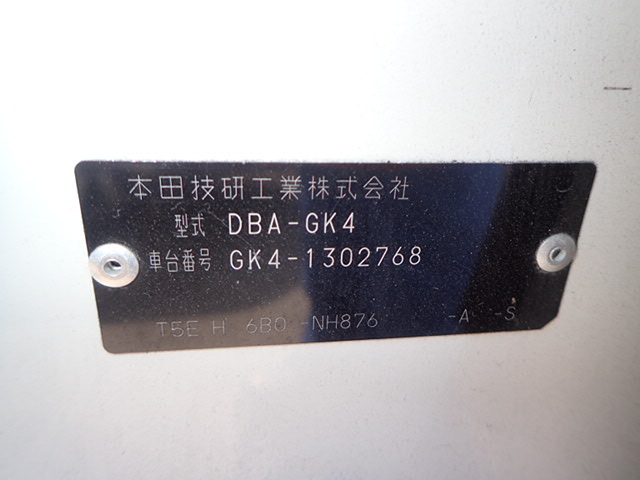 本田技研工業株式会社
型式 DBA-GK4
車台番号 GK4-1302768
T5E H 6B0 -NH876 -A -S